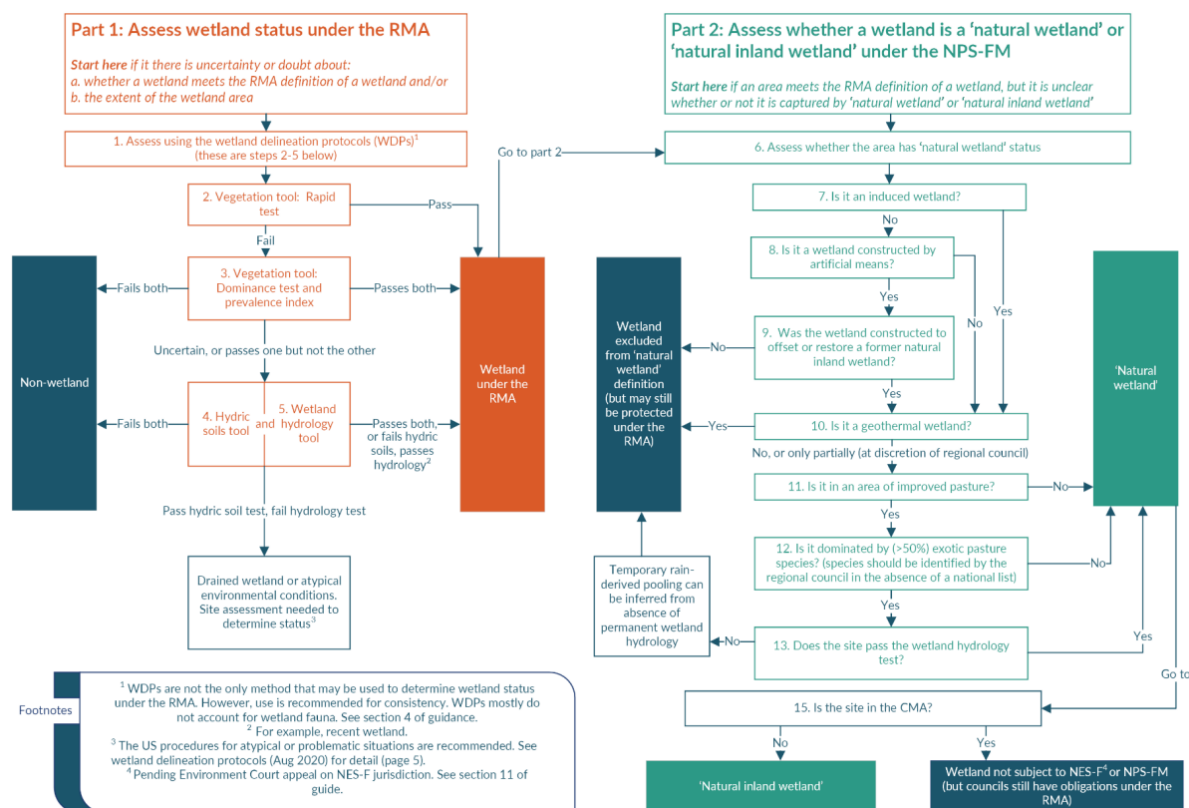 Part 1: Assess wetland status under the RMA
Start here if it there is uncertainty or doubt about:
a. whether a wetland meets the RMA definition of a wetland and/or
b. the extent of the wetland area
1. Assess using the wetland delineation protocols (WDPs)1
(these are steps 2-5 below)
2. Vegetation tool: Rapid
test
Pass
Fail
3. Vegetation tool:
Dominance test and
prevalence index
Fails both
Passes both
Non-wetland
Wetland
under the
RMA
Uncertain, or passes one but not the other
4. Hydric
soils tool
and
5. Wetland
hydrology
tool
Fails both
Passes both,
or fails hydric
soils, passes
hydrology2
Pass hydric soil test, fail hydrology test
Drained wetland or atypical
environmental conditions.
Site assessment needed to
determine status3
Go to part 2
Part 2: Assess whether a wetland is a ‘natural wetland’ or
‘natural inland wetland’ under the NPS-FM
Start here if an area meets the RMA definition of a wetland, but it is unclear
whether or not it is captured by ‘natural wetland’ or ‘natural inland wetland’
6. Assess whether the area has ‘natural wetland’ status
7. Is it an induced wetland?
No
Yes
8. Is it a wetland constructed by
artificial means?
Yes
No
9. Was the wetland constructed to
offset or restore a former natural
inland wetland?
No
Yes
Wetland
excluded
from ‘natural
wetland’
definition
(but may still
be protected
under the
RMA)
10. Is it a geothermal wetland?
Yes
No, or only partially (at discretion of regional council)
11. Is it in an area of improved pasture?
No
Yes
‘Natural
wetland’
12. Is it dominated by (>50%) exotic pasture
species? (species should be identified by the
regional council in the absence of a national list)
No
Yes
13. Does the site pass the wetland hydrology
test?
No
Yes
Temporary rain-
derived pooling can
be inferred from
absence of
permanent wetland
hydrology
Go to
15. Is the site in the CMA?
No
Yes
‘Natural inland wetland’
Wetland not subject to NES-F4 or NPS-FM
(but councils still have obligations under the
RMA)
Footnotes
1 WDPs are not the only method that may be used to determine wetland status
under the RMA. However, use is recommended for consistency. WDPs mostly do
not account for wetland fauna. See section 4 of guidance.
2 For example, recent wetland.
3 The US procedures for atypical or problematic situations are recommended. See
wetland delineation protocols (Aug 2020) for detail (page 5).
4 Pending Environment Court appeal on NES-F jurisdiction. See section 11 of
guide.